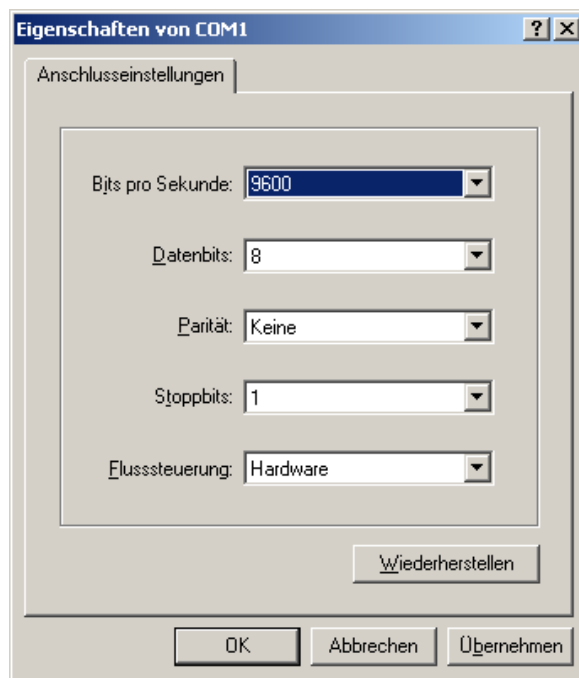 Eigenschaften von COM1
Anschlusseinstellungen
Bits pro Sekunde: 9600
Datenbits: 8
Parität: Keine
Stoppbits: 1
Flusssteuerung: Hardware
Wiederherstellen
OK Abbrechen Übernehmen